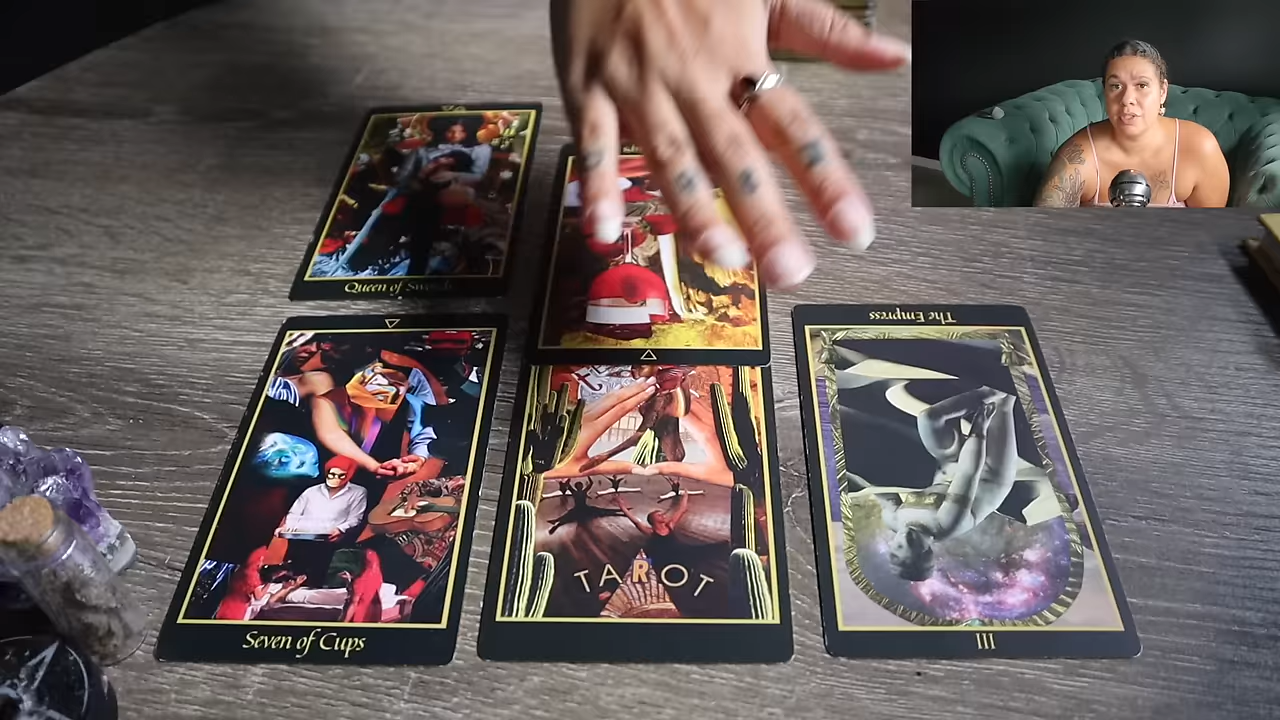 Queen of Swords
The Empress
Seven of Cups
TAROT
III